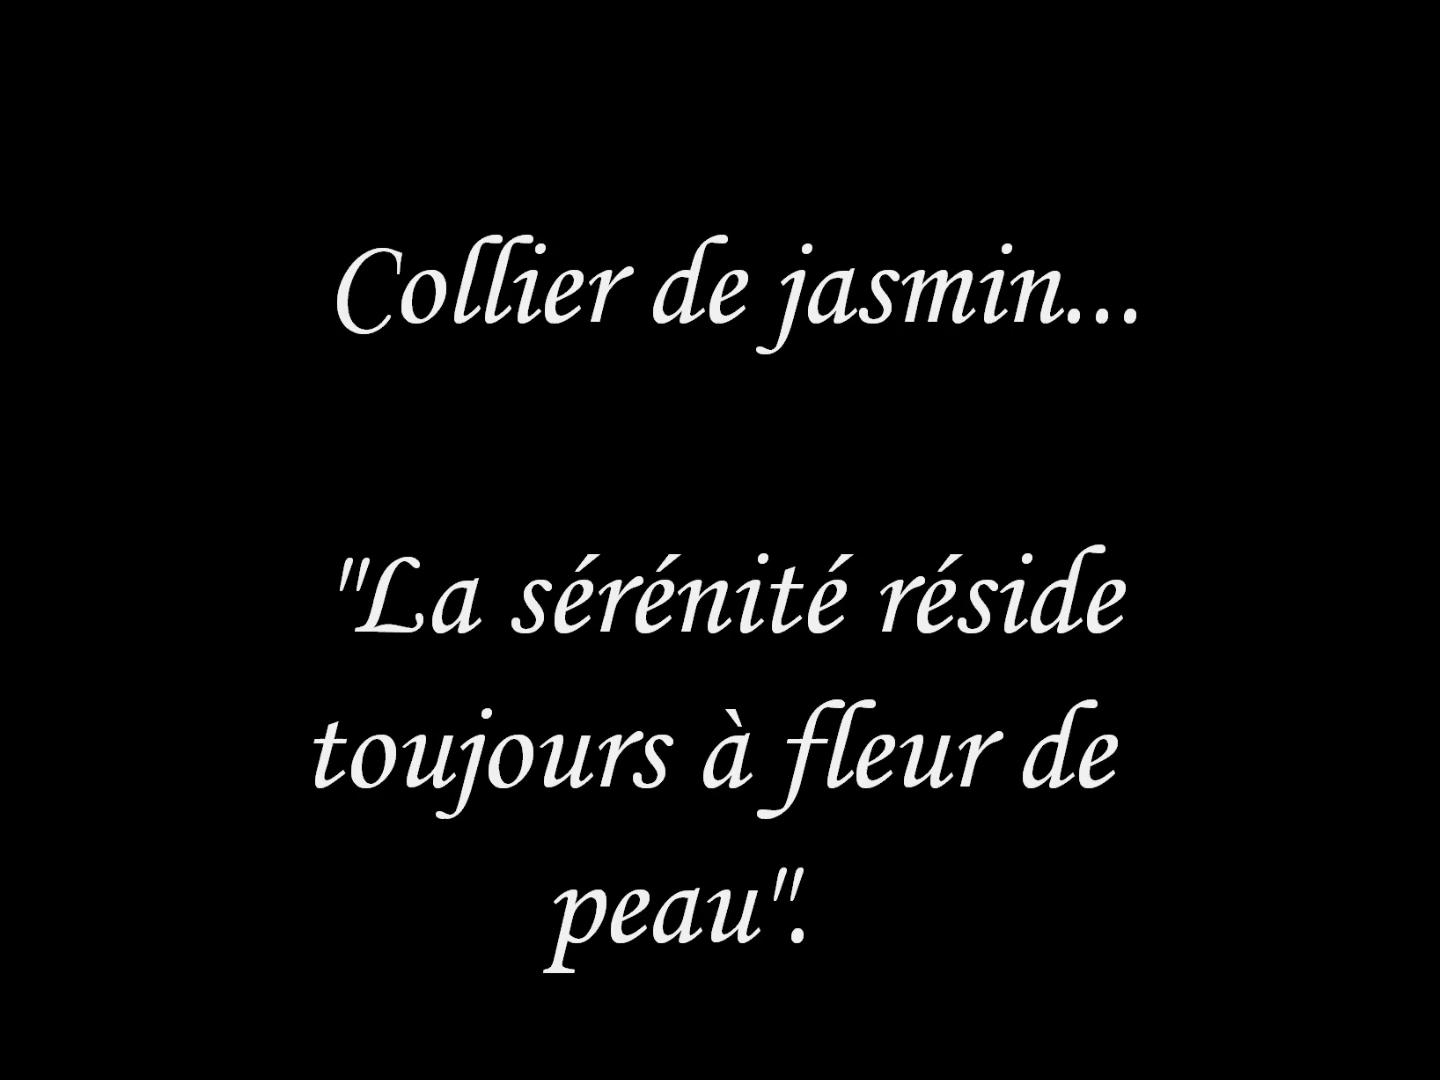 Collier de jasmin...
"La sérénité réside
toujours à fleur de
peau".